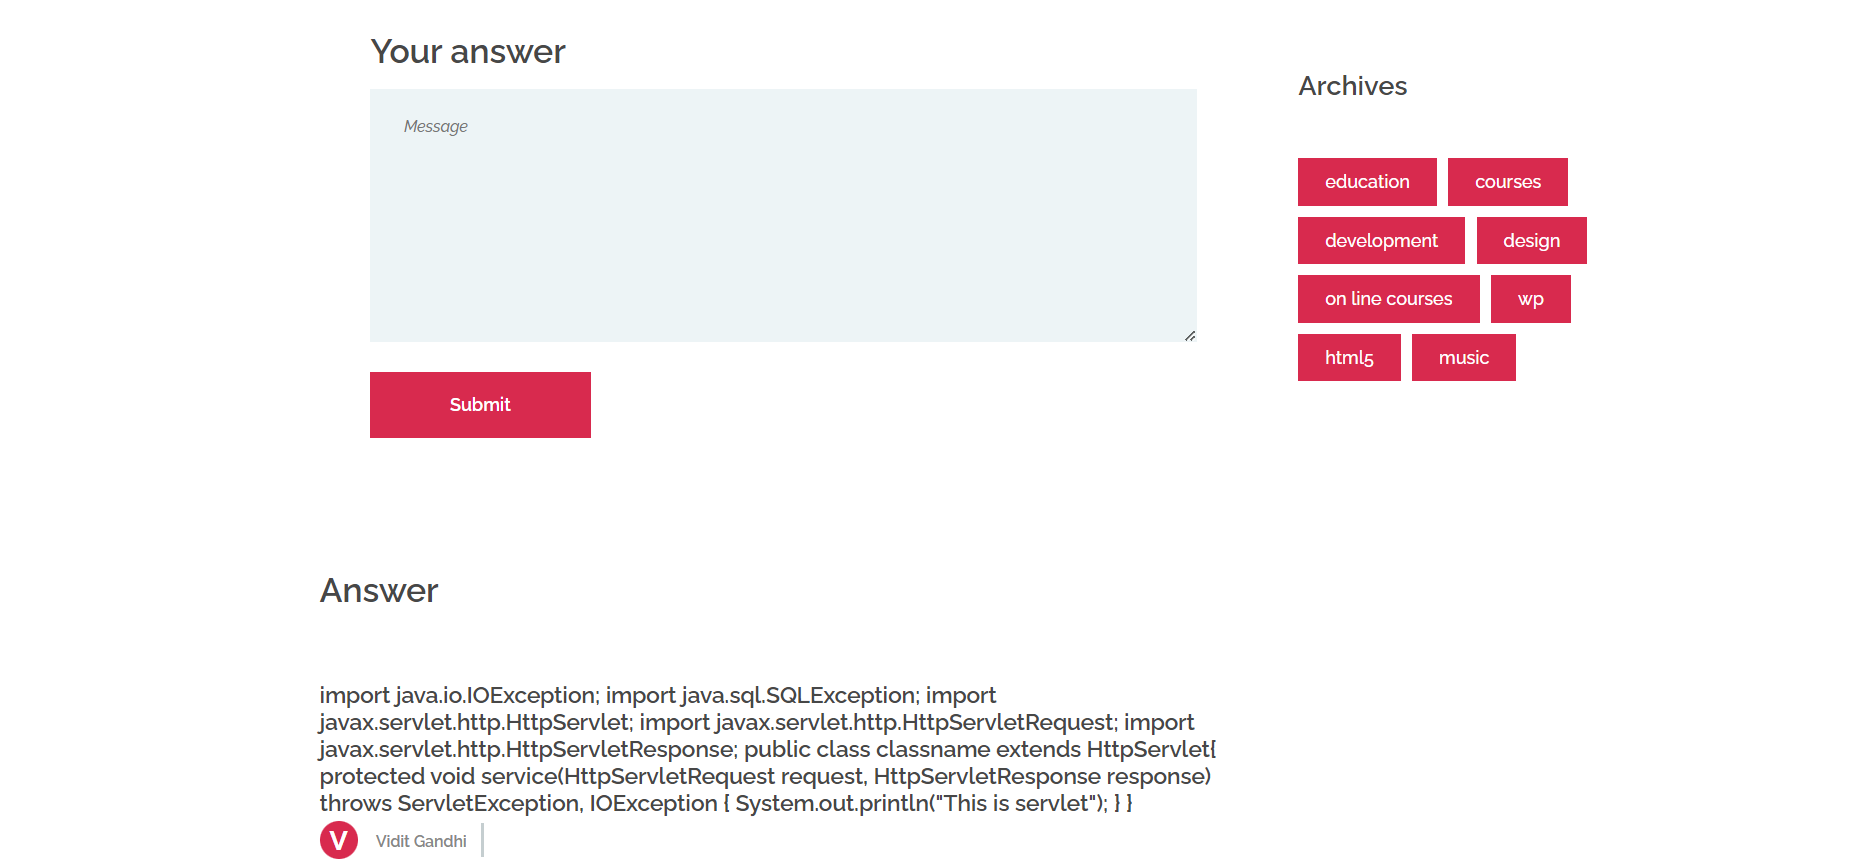 Your answer
Message
Submit
Archives
education
courses
development
design
on line courses
wp
html5
music
Answer
import java.io.IOException; import java.sql.SQLException; import
javax.servlet.http.HttpServlet; import javax.servlet.http.HttpServletRequest; import
javax.servlet.http.HttpServletResponse; public class classname extends HttpServlet{
protected void service(HttpServletRequest request, HttpServletResponse response)
throws ServletException, IOException { System.out.println("This is servlet"); } }
V
Vidit Gandhi